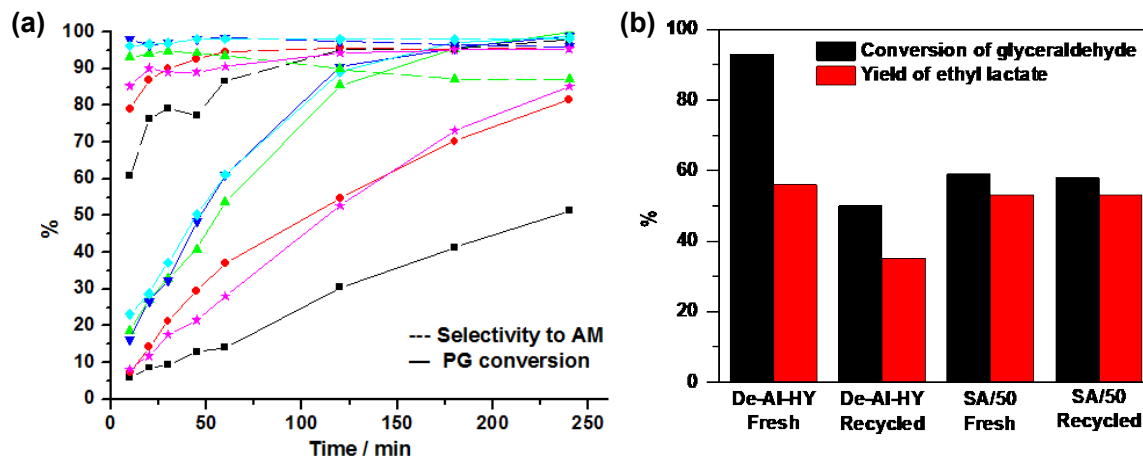 (a)
100
90
80
70
60
50
40
30
20
10
0
%
--- Selectivity to AM
— PG conversion
0 50 100 150 200 250
Time / min
(b)
100
80
60
40
20
0
%
Conversion of glyceraldehyde
Yield of ethyl lactate
De-Al-HY De-Al-HY SA/50 SA/50
Fresh Recycled Fresh Recycled